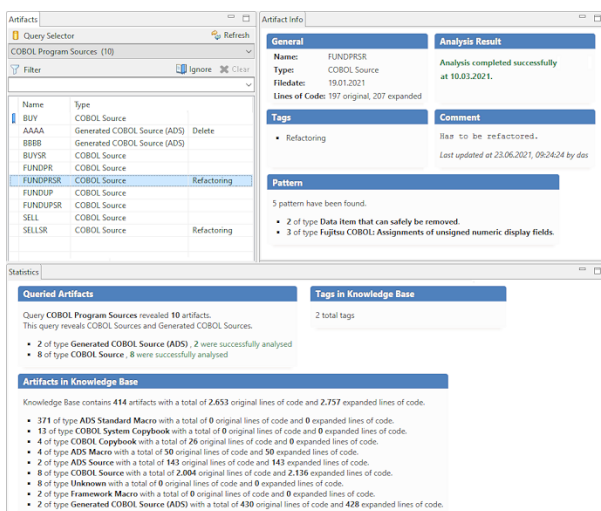 Artifacts
Query Selector
Refresh
COBOL Program Sources (10)
Filter
Ignore
Clear
Name Type
BUY COBOL Source
AAAA Generated COBOL Source (ADS) Delete
BBBB Generated COBOL Source (ADS)
BUYSR COBOL Source
FUNDPR COBOL Source
FUNDPRSR COBOL Source Refactoring
FUNDUP COBOL Source
FUNDUPSR COBOL Source
SELL COBOL Source
SELLSR COBOL Source Refactoring
Artifact Info
General
Name: FUNDPRSR
Type: COBOL Source
Filedate: 19.01.2021
Lines of Code: 197 original, 207 expanded
Analysis Result
Analysis completed successfully
at 10.03.2021.
Tags
• Refactoring
Comment
Has to be refactored.
Last updated at 23.06.2021, 09:24:24 by das
Pattern
5 pattern have been found.
• 2 of type Data item that can safely be removed.
• 3 of type Fujitsu COBOL: Assignments of unsigned numeric display fields.
Statistics
Queried Artifacts
Query COBOL Program Sources revealed 10 artifacts.
This query reveals COBOL Sources and Generated COBOL Sources.
• 2 of type Generated COBOL Source (ADS) , 2 were successfully analysed
• 8 of type COBOL Source , 8 were successfully analysed
Tags in Knowledge Base
2 total tags
Artifacts in Knowledge Base
Knowledge Base contains 414 artifacts with a total of 2.653 original lines of code and 2.757 expanded lines of code.
• 371 of type ADS Standard Macro with a total of 0 original lines of code and 0 expanded lines of code.
• 13 of type COBOL System Copybook with a total of 0 original lines of code and 0 expanded lines of code.
• 4 of type COBOL Copybook with a total of 26 original lines of code and 0 expanded lines of code.
• 4 of type ADS Macro with a total of 50 original lines of code and 50 expanded lines of code.
• 2 of type ADS Source with a total of 143 original lines of code and 143 expanded lines of code.
• 8 of type COBOL Source with a total of 2.004 original lines of code and 2.136 expanded lines of code.
• 8 of type Unknown with a total of 0 original lines of code and 0 expanded lines of code.
• 2 of type Framework Macro with a total of 0 original lines of code and 0 expanded lines of code.
• 2 of type Generated COBOL Source (ADS) with a total of 430 original lines of code and 428 expanded lines of code.